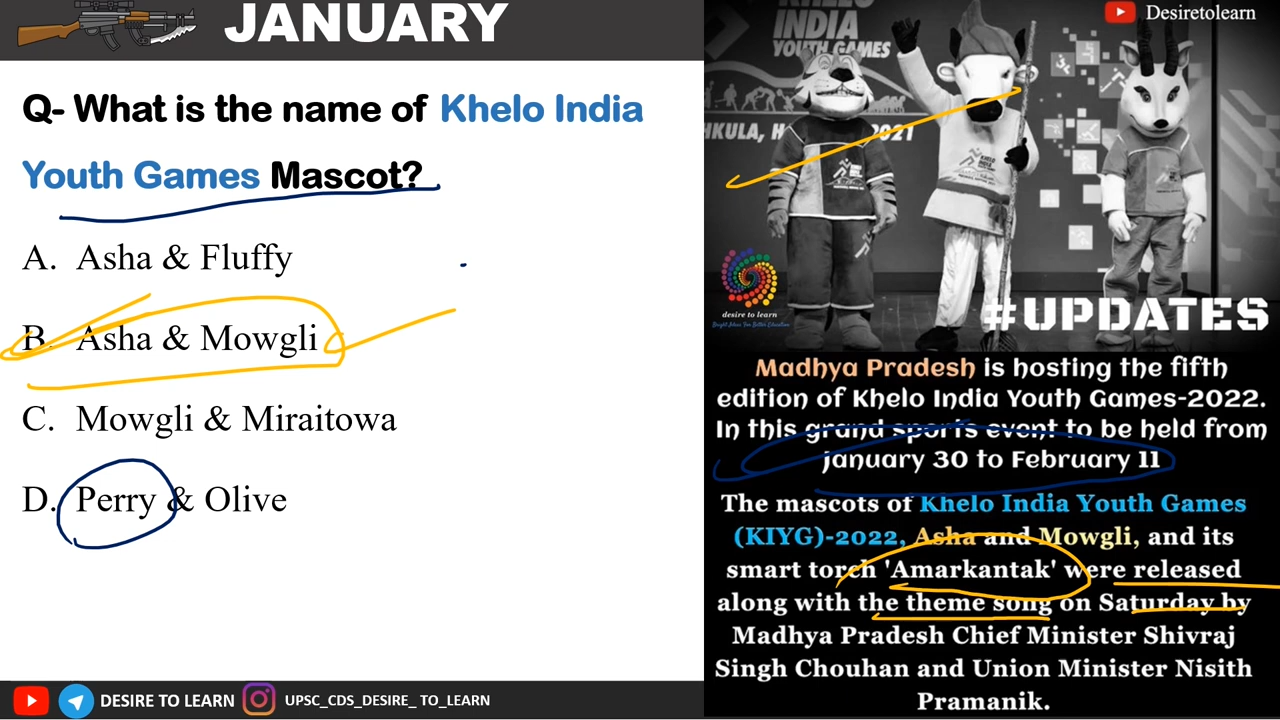 JANUARY
Q- What is the name of Khelo India
Youth Games Mascot?
A. Asha & Fluffy
B. Asha & Mowgli
C. Mowgli & Miraitowa
D. Perry & Olive
DESIRE TO LEARN
UPSC_CDS_DESIRE_ TO_LEARN
Desiretolearn
KHELO
INDIA
YOUTH GAMES
HKULA, H
2021
desire to learn
#UPDATES
Madhya Pradesh is hosting the fifth
edition of Khelo India Youth Games-2022.
In this grand sports event to be held from
January 30 to February 11
The mascots of Khelo India Youth Games
(KIYG)-2022, Asha and Mowgli, and its
smart torch 'Amarkantak' were released
along with the theme song on Saturday by
Madhya Pradesh Chief Minister Shivraj
Singh Chouhan and Union Minister Nisith
Pramanik.